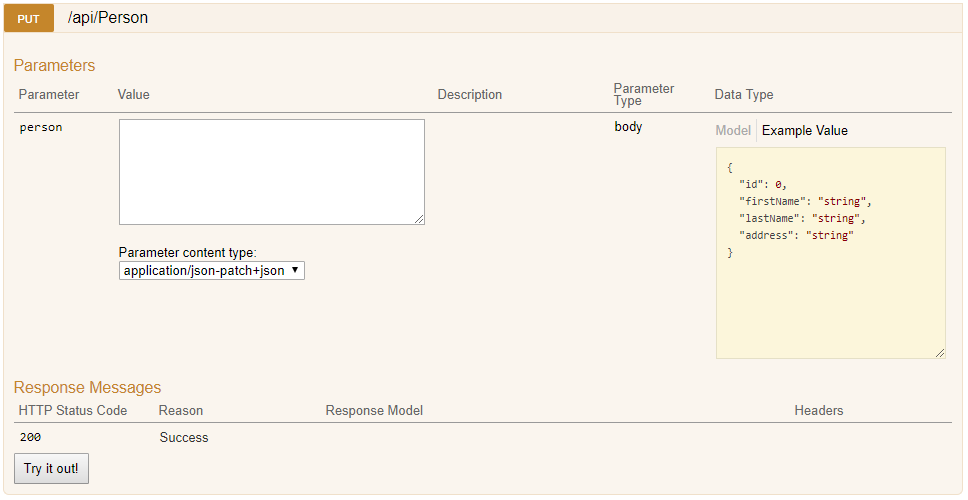 PUT /api/Person
Parameters
Parameter Value Description Parameter Type Data Type
person body Model Example Value
{
"id": 0,
"firstName": "string",
"lastName": "string",
"address": "string"
}
Parameter content type:
application/json-patch+json
Response Messages
HTTP Status Code Reason Response Model Headers
200 Success
Try it out!